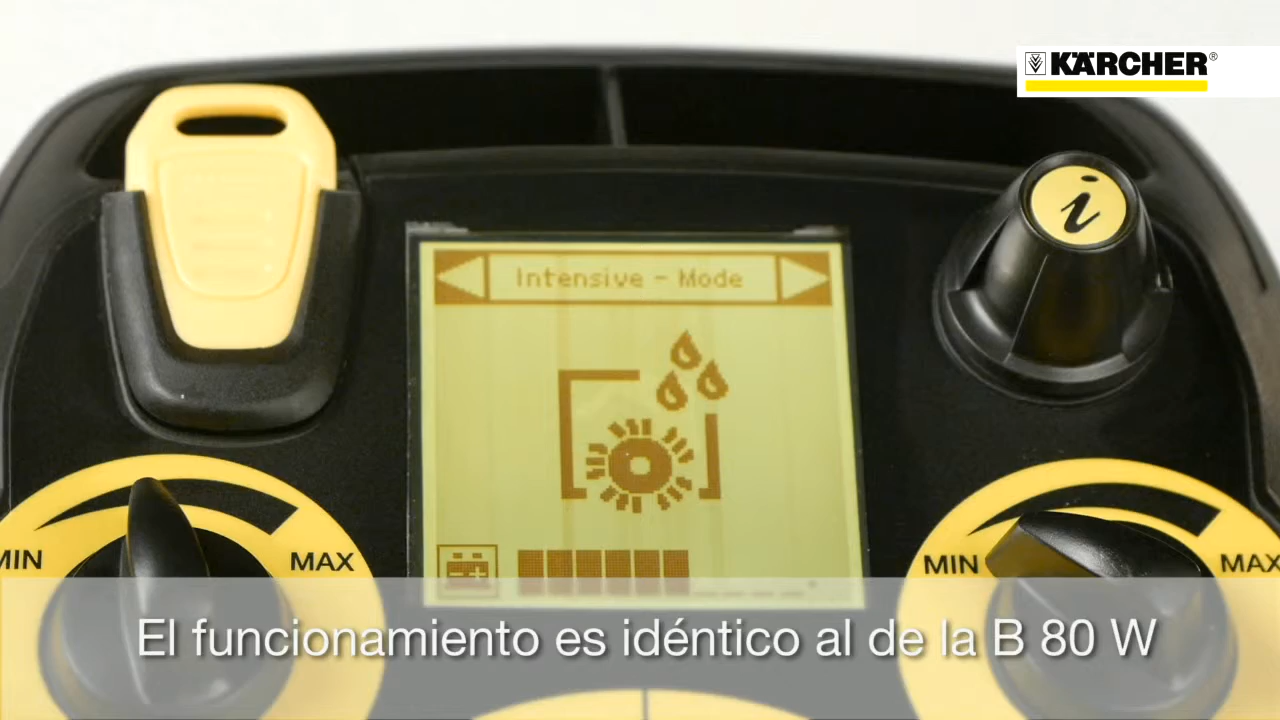 KÄRCHER®
i
Intensive - Mode
MIN
MAX
MIN
MAX
El funcionamiento es idéntico al de la B 80 W